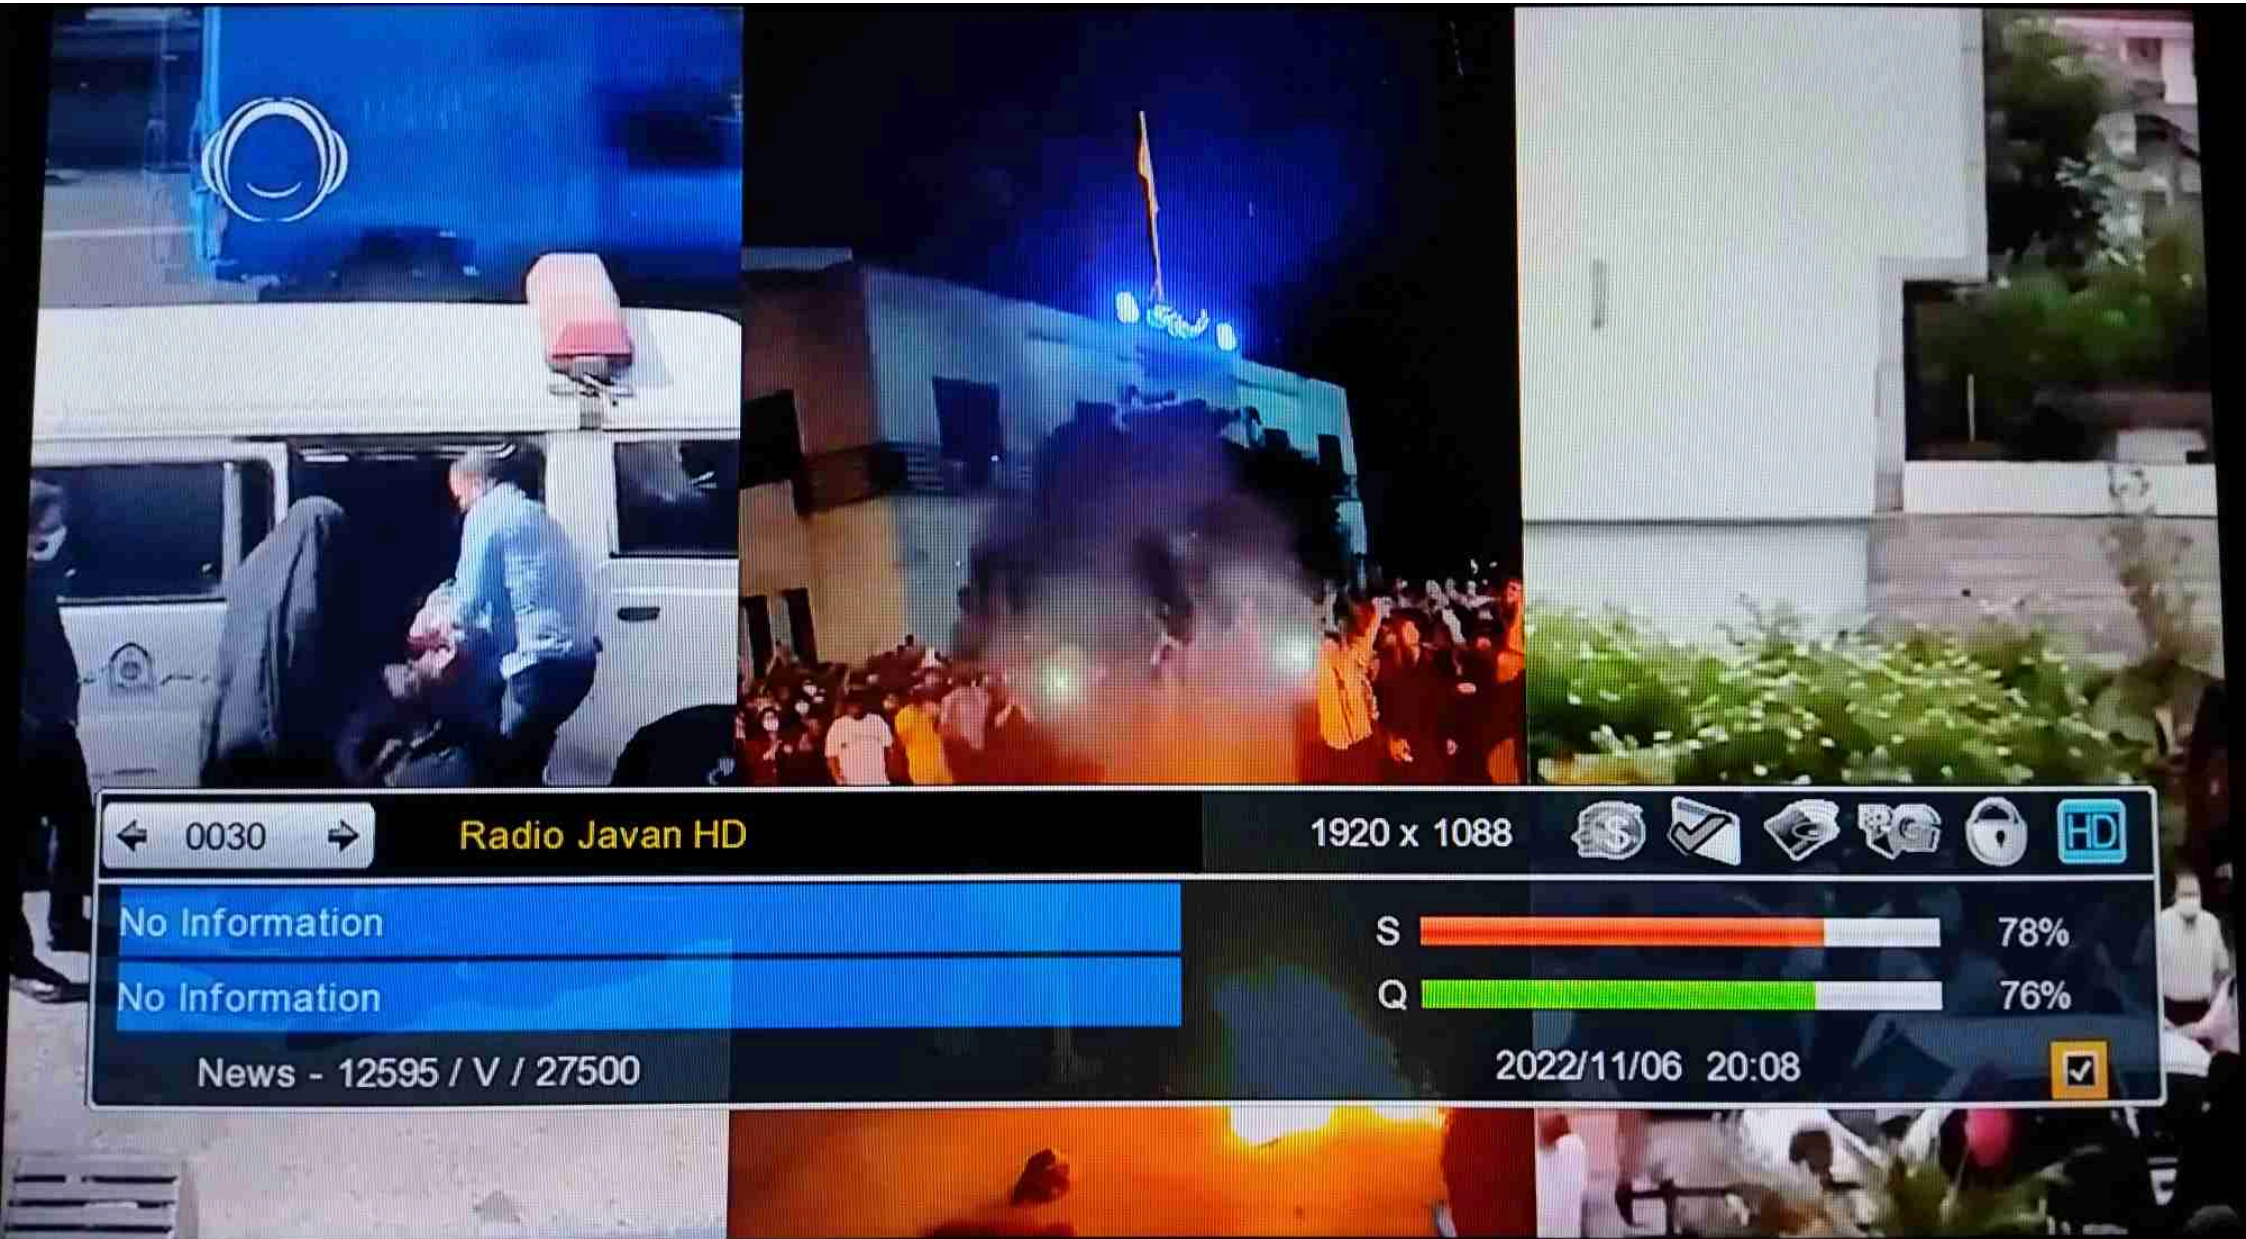 0030
Radio Javan HD
1920 x 1088
HD
No Information
No Information
S 78%
Q 76%
News - 12595 / V / 27500
2022/11/06 20:08